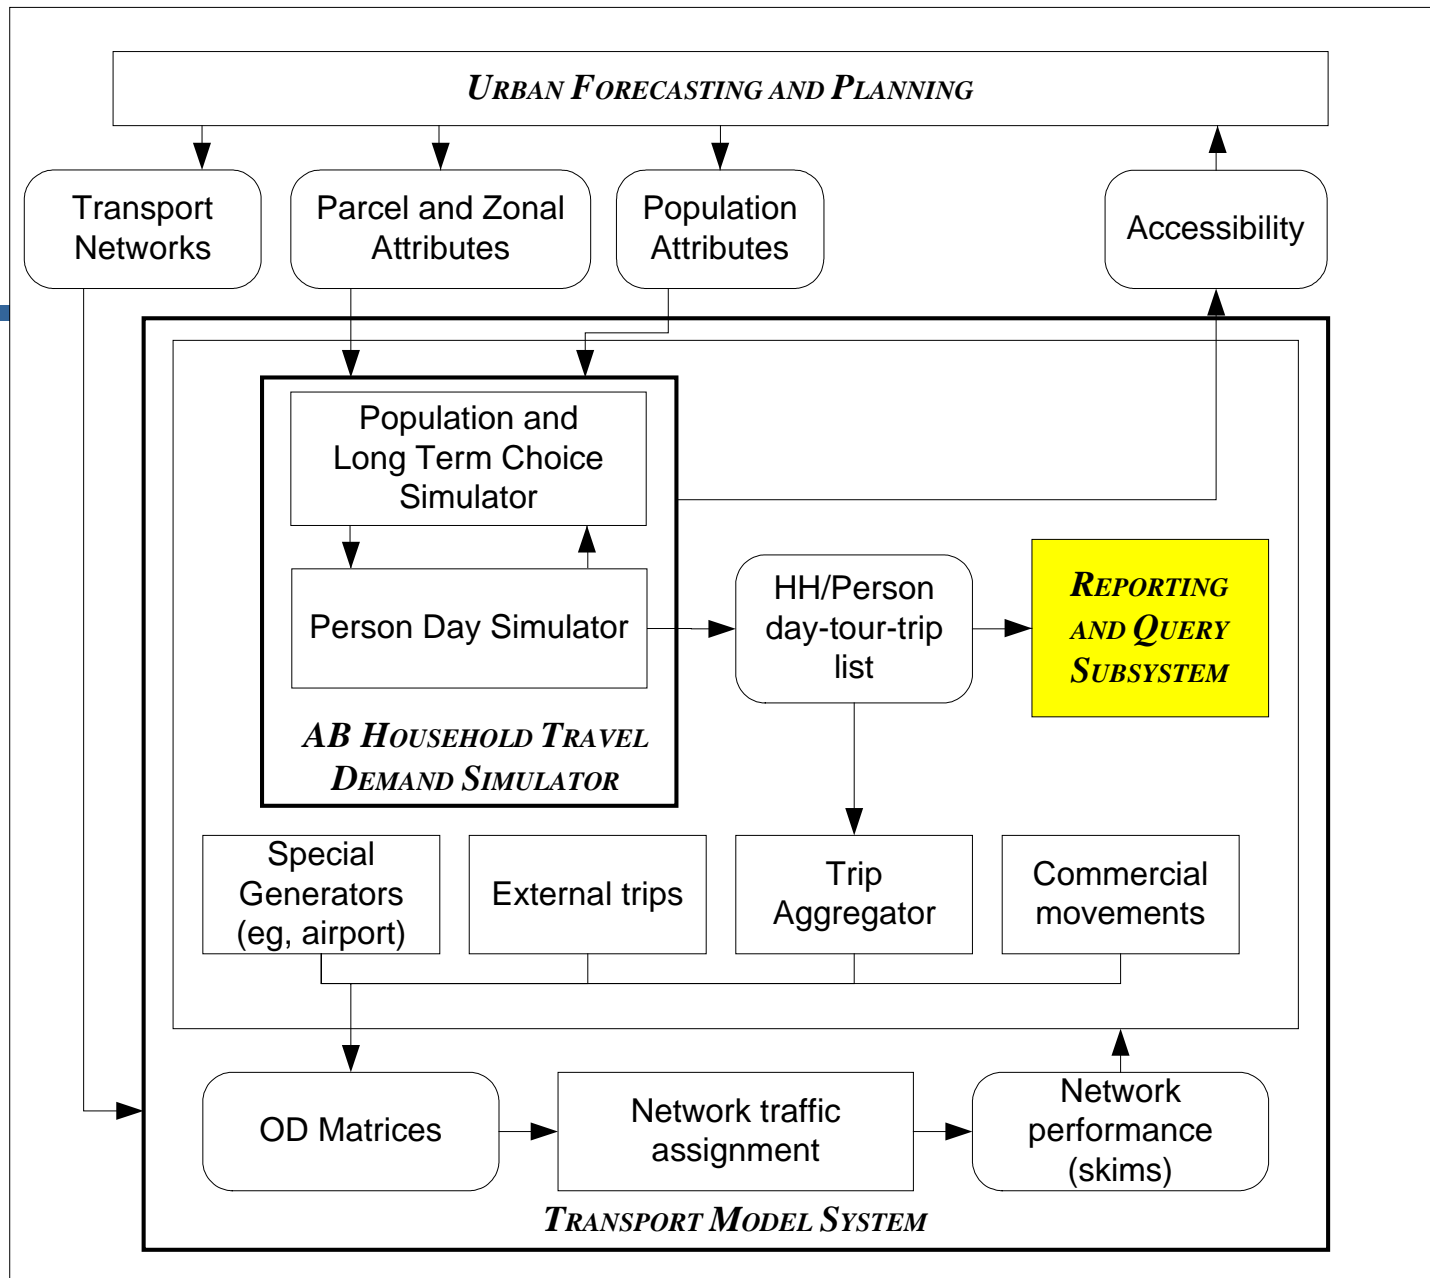 URBAN FORECASTING AND PLANNING
Transport
Networks
Parcel and Zonal
Attributes
Population
Attributes
Accessibility
Population and
Long Term Choice
Simulator
Person Day Simulator
AB HOUSEHOLD TRAVEL
DEMAND SIMULATOR
HH/Person
day-tour-trip
list
REPORTING
AND QUERY
SUBSYSTEM
Special
Generators
(eg, airport)
External trips
Trip
Aggregator
Commercial
movements
OD Matrices
Network traffic
assignment
Network
performance
(skims)
TRANSPORT MODEL SYSTEM